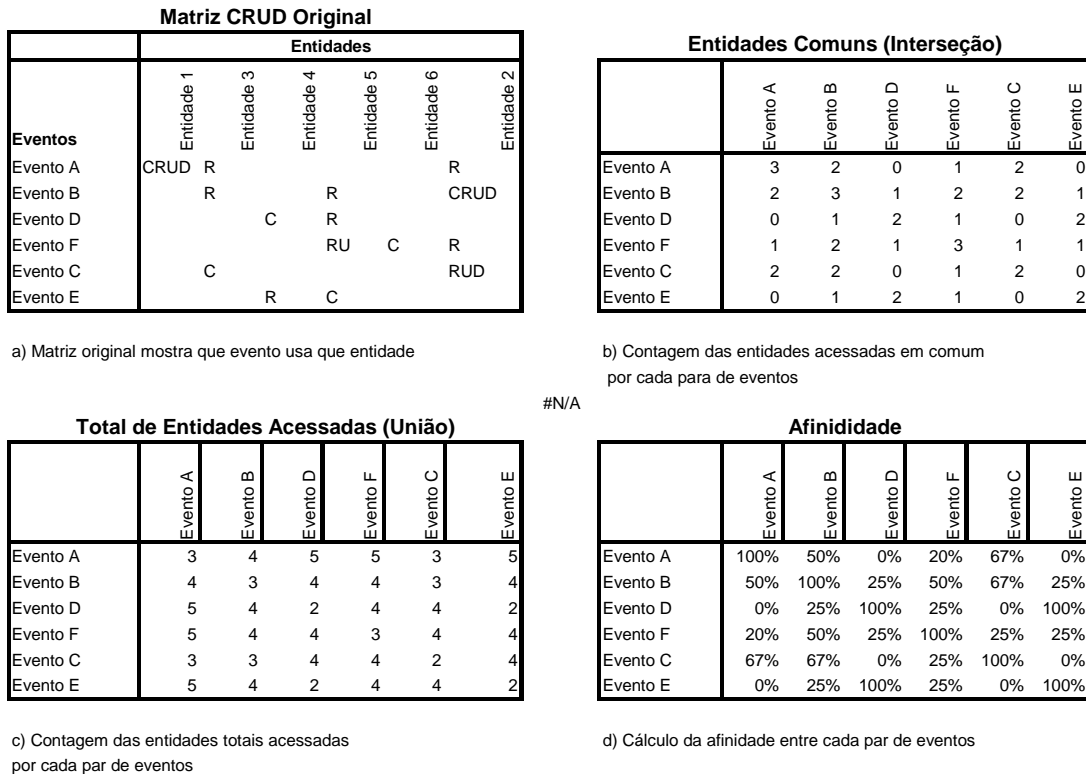 Matriz CRUD Original
Entidades
Eventos Entidade 1 Entidade 3 Entidade 4 Entidade 5 Entidade 6 Entidade 2
Evento A CRUD R R
Evento B R R CRUD
Evento D C R
Evento F RU C R
Evento C C RUD
Evento E R C
a) Matriz original mostra que evento usa que entidade
Entidades Comuns (Interseção)
Evento A Evento B Evento D Evento F Evento C Evento E
Evento A 3 2 0 1 2 0
Evento B 2 3 1 2 2 1
Evento D 0 1 2 1 0 2
Evento F 1 2 1 3 1 1
Evento C 2 2 0 1 2 0
Evento E 0 1 2 1 0 2
b) Contagem das entidades acessadas em comum
por cada para de eventos
#N/A
Total de Entidades Acessadas (União)
Evento A Evento B Evento D Evento F Evento C Evento E
Evento A 3 4 5 5 3 5
Evento B 4 3 4 4 3 4
Evento D 5 4 2 4 4 2
Evento F 5 4 4 3 4 4
Evento C 3 3 4 4 2 4
Evento E 5 4 2 4 4 2
c) Contagem das entidades totais acessadas
por cada par de eventos
Afinididade
Evento A Evento B Evento D Evento F Evento C Evento E
Evento A 100% 50% 0% 20% 67% 0%
Evento B 50% 100% 25% 50% 67% 25%
Evento D 0% 25% 100% 25% 0% 100%
Evento F 20% 50% 25% 100% 25% 25%
Evento C 67% 67% 0% 25% 100% 0%
Evento E 0% 25% 100% 25% 0% 100%
d) Cálculo da afinidade entre cada par de eventos